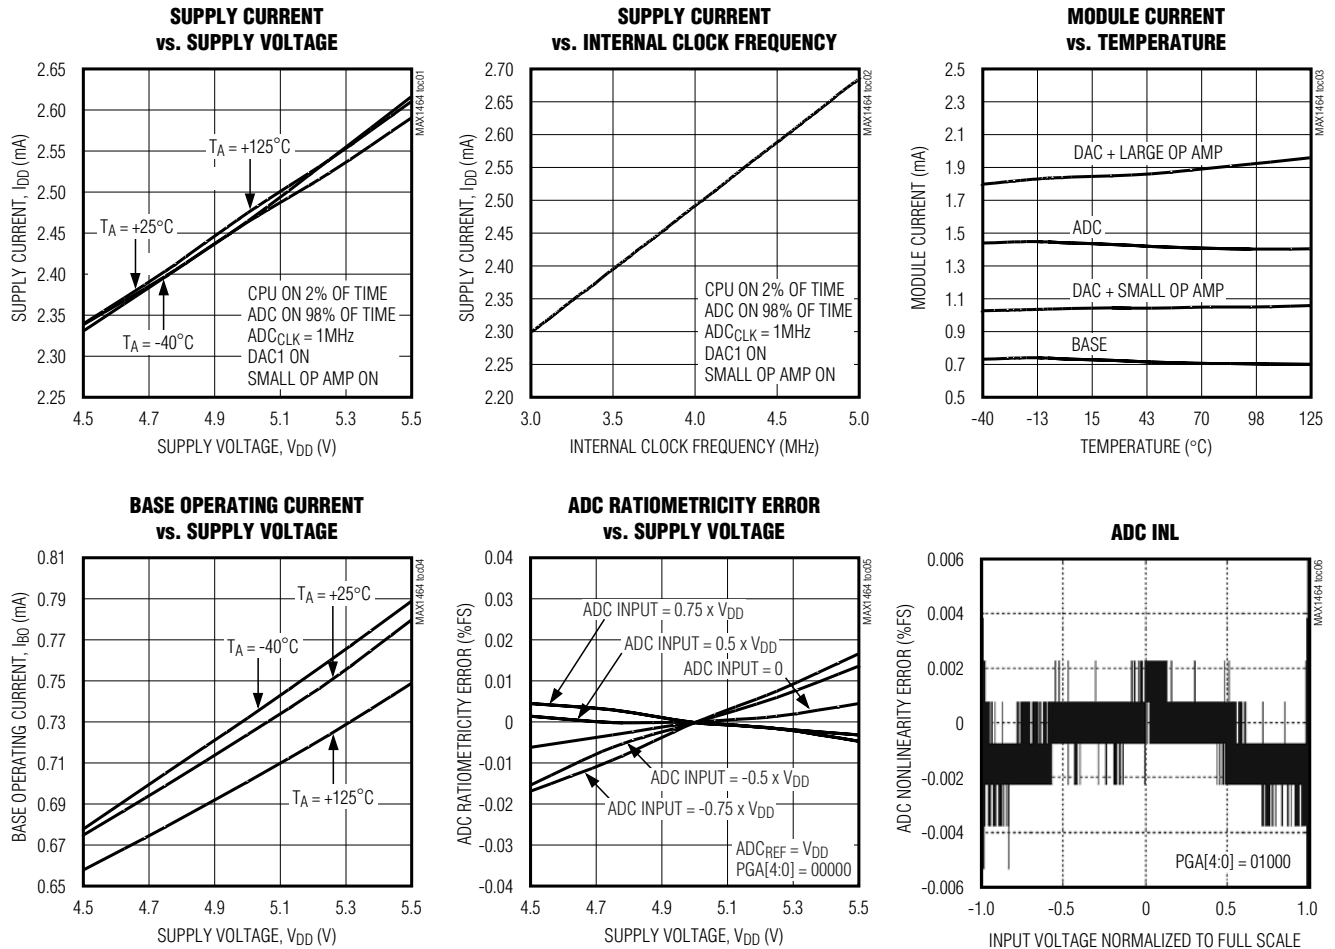 SUPPLY CURRENT
vs. SUPPLY VOLTAGE
2.65
2.60
2.55
2.50
2.45
2.40
2.35
2.30
2.25
SUPPLY CURRENT, IDD (mA)
TA = +125°C
TA = +25°C
TA = -40°C
CPU ON 2% OF TIME
ADC ON 98% OF TIME
ADCCLK = 1MHz
DAC1 ON
SMALL OP AMP ON
MAX1464 toc01
4.5 4.7 4.9 5.1 5.3 5.5
SUPPLY VOLTAGE, VDD (V)
SUPPLY CURRENT
vs. INTERNAL CLOCK FREQUENCY
2.70
2.60
2.50
2.40
2.30
2.20
SUPPLY CURRENT, IDD (mA)
CPU ON 2% OF TIME
ADC ON 98% OF TIME
ADCCLK = 1MHz
DAC1 ON
SMALL OP AMP ON
MAX1464 toc02
3.0 3.5 4.0 4.5 5.0
INTERNAL CLOCK FREQUENCY (MHz)
MODULE CURRENT
vs. TEMPERATURE
2.5
2.3
2.1
1.9
1.7
1.5
1.3
1.1
0.9
0.7
0.5
MODULE CURRENT (mA)
DAC + LARGE OP AMP
ADC
DAC + SMALL OP AMP
BASE
MAX1464 toc03
-40 -13 15 43 70 98 125
TEMPERATURE (°C)
BASE OPERATING CURRENT
vs. SUPPLY VOLTAGE
0.81
0.79
0.77
0.75
0.73
0.71
0.69
0.67
0.65
BASE OPERATING CURRENT, IBO (mA)
TA = +25°C
TA = -40°C
TA = +125°C
MAX1464 toc04
4.5 4.7 4.9 5.1 5.3 5.5
SUPPLY VOLTAGE, VDD (V)
ADC RATIOMETRICITY ERROR
vs. SUPPLY VOLTAGE
0.04
0.03
0.02
0.01
0
-0.01
-0.02
-0.03
-0.04
ADC RATIOMETRICITY ERROR (%FS)
ADC INPUT = 0.75 x VDD
ADC INPUT = 0.5 x VDD
ADC INPUT = 0
ADC INPUT = -0.5 x VDD
ADC INPUT = -0.75 x VDD
ADCREF = VDD
PGA[4:0] = 00000
MAX1464 toc05
4.5 4.7 4.9 5.1 5.3 5.5
SUPPLY VOLTAGE, VDD (V)
ADC INL
0.006
0.004
0.002
0
-0.002
-0.004
-0.006
ADC NONLINEARITY ERROR (%FS)
PGA[4:0] = 01000
MAX1464 toc06
-1.0 -0.5 0 0.5 1.0
INPUT VOLTAGE NORMALIZED TO FULL SCALE